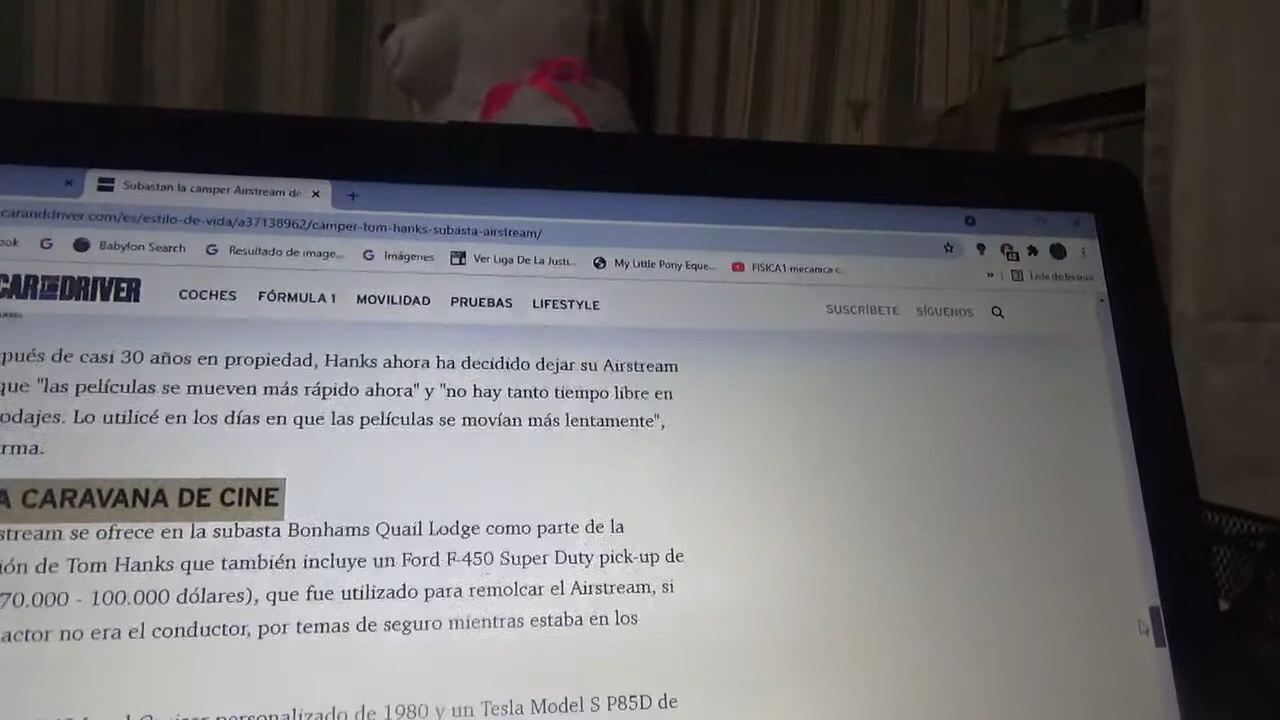 Subastan la camper Airstream de
caranddriver.com/es/estilo-de-vida/a37138962/camper-tom-hanks-subasta-airstream/
ook Babylon Search Resultado de image... Imágenes Ver Liga De La Justi... My Little Pony Eque... FISICA1 mecanica c... »
CAR AND DRIVER COCHES FÓRMULA 1 MOVILIDAD PRUEBAS LIFESTYLE SUSCRÍBETE SÍGUENOS
pués de casi 30 años en propiedad, Hanks ahora ha decidido dejar su Airstream
que "las películas se mueven más rápido ahora" y "no hay tanto tiempo libre en
odajes. Lo utilicé en los días en que las películas se movían más lentamente",
rma.
A CARAVANA DE CINE
stream se ofrece en la subasta Bonhams Quail Lodge como parte de la
ión de Tom Hanks que también incluye un Ford F-450 Super Duty pick-up de
70.000 - 100.000 dólares), que fue utilizado para remolcar el Airstream, si
actor no era el conductor, por temas de seguro mientras estaba en los
personalizado de 1980 y un Tesla Model S P85D de